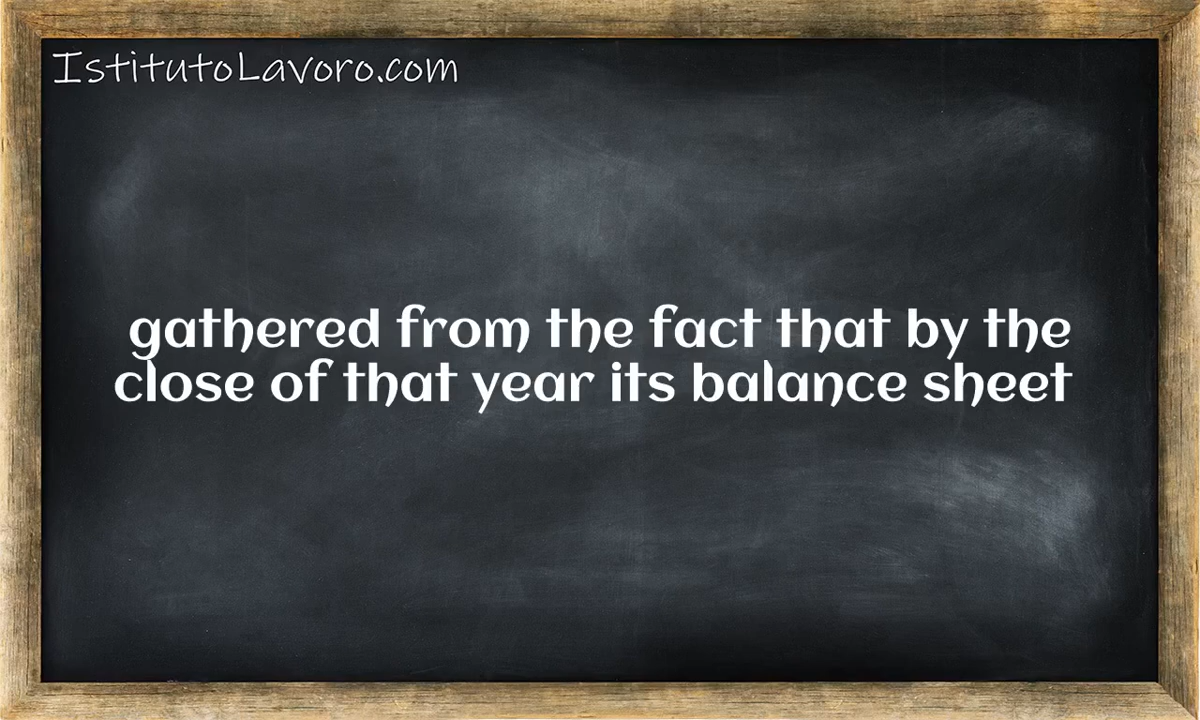 IstitutoLavoro.com
gathered from the fact that by the
close of that year its balance sheet